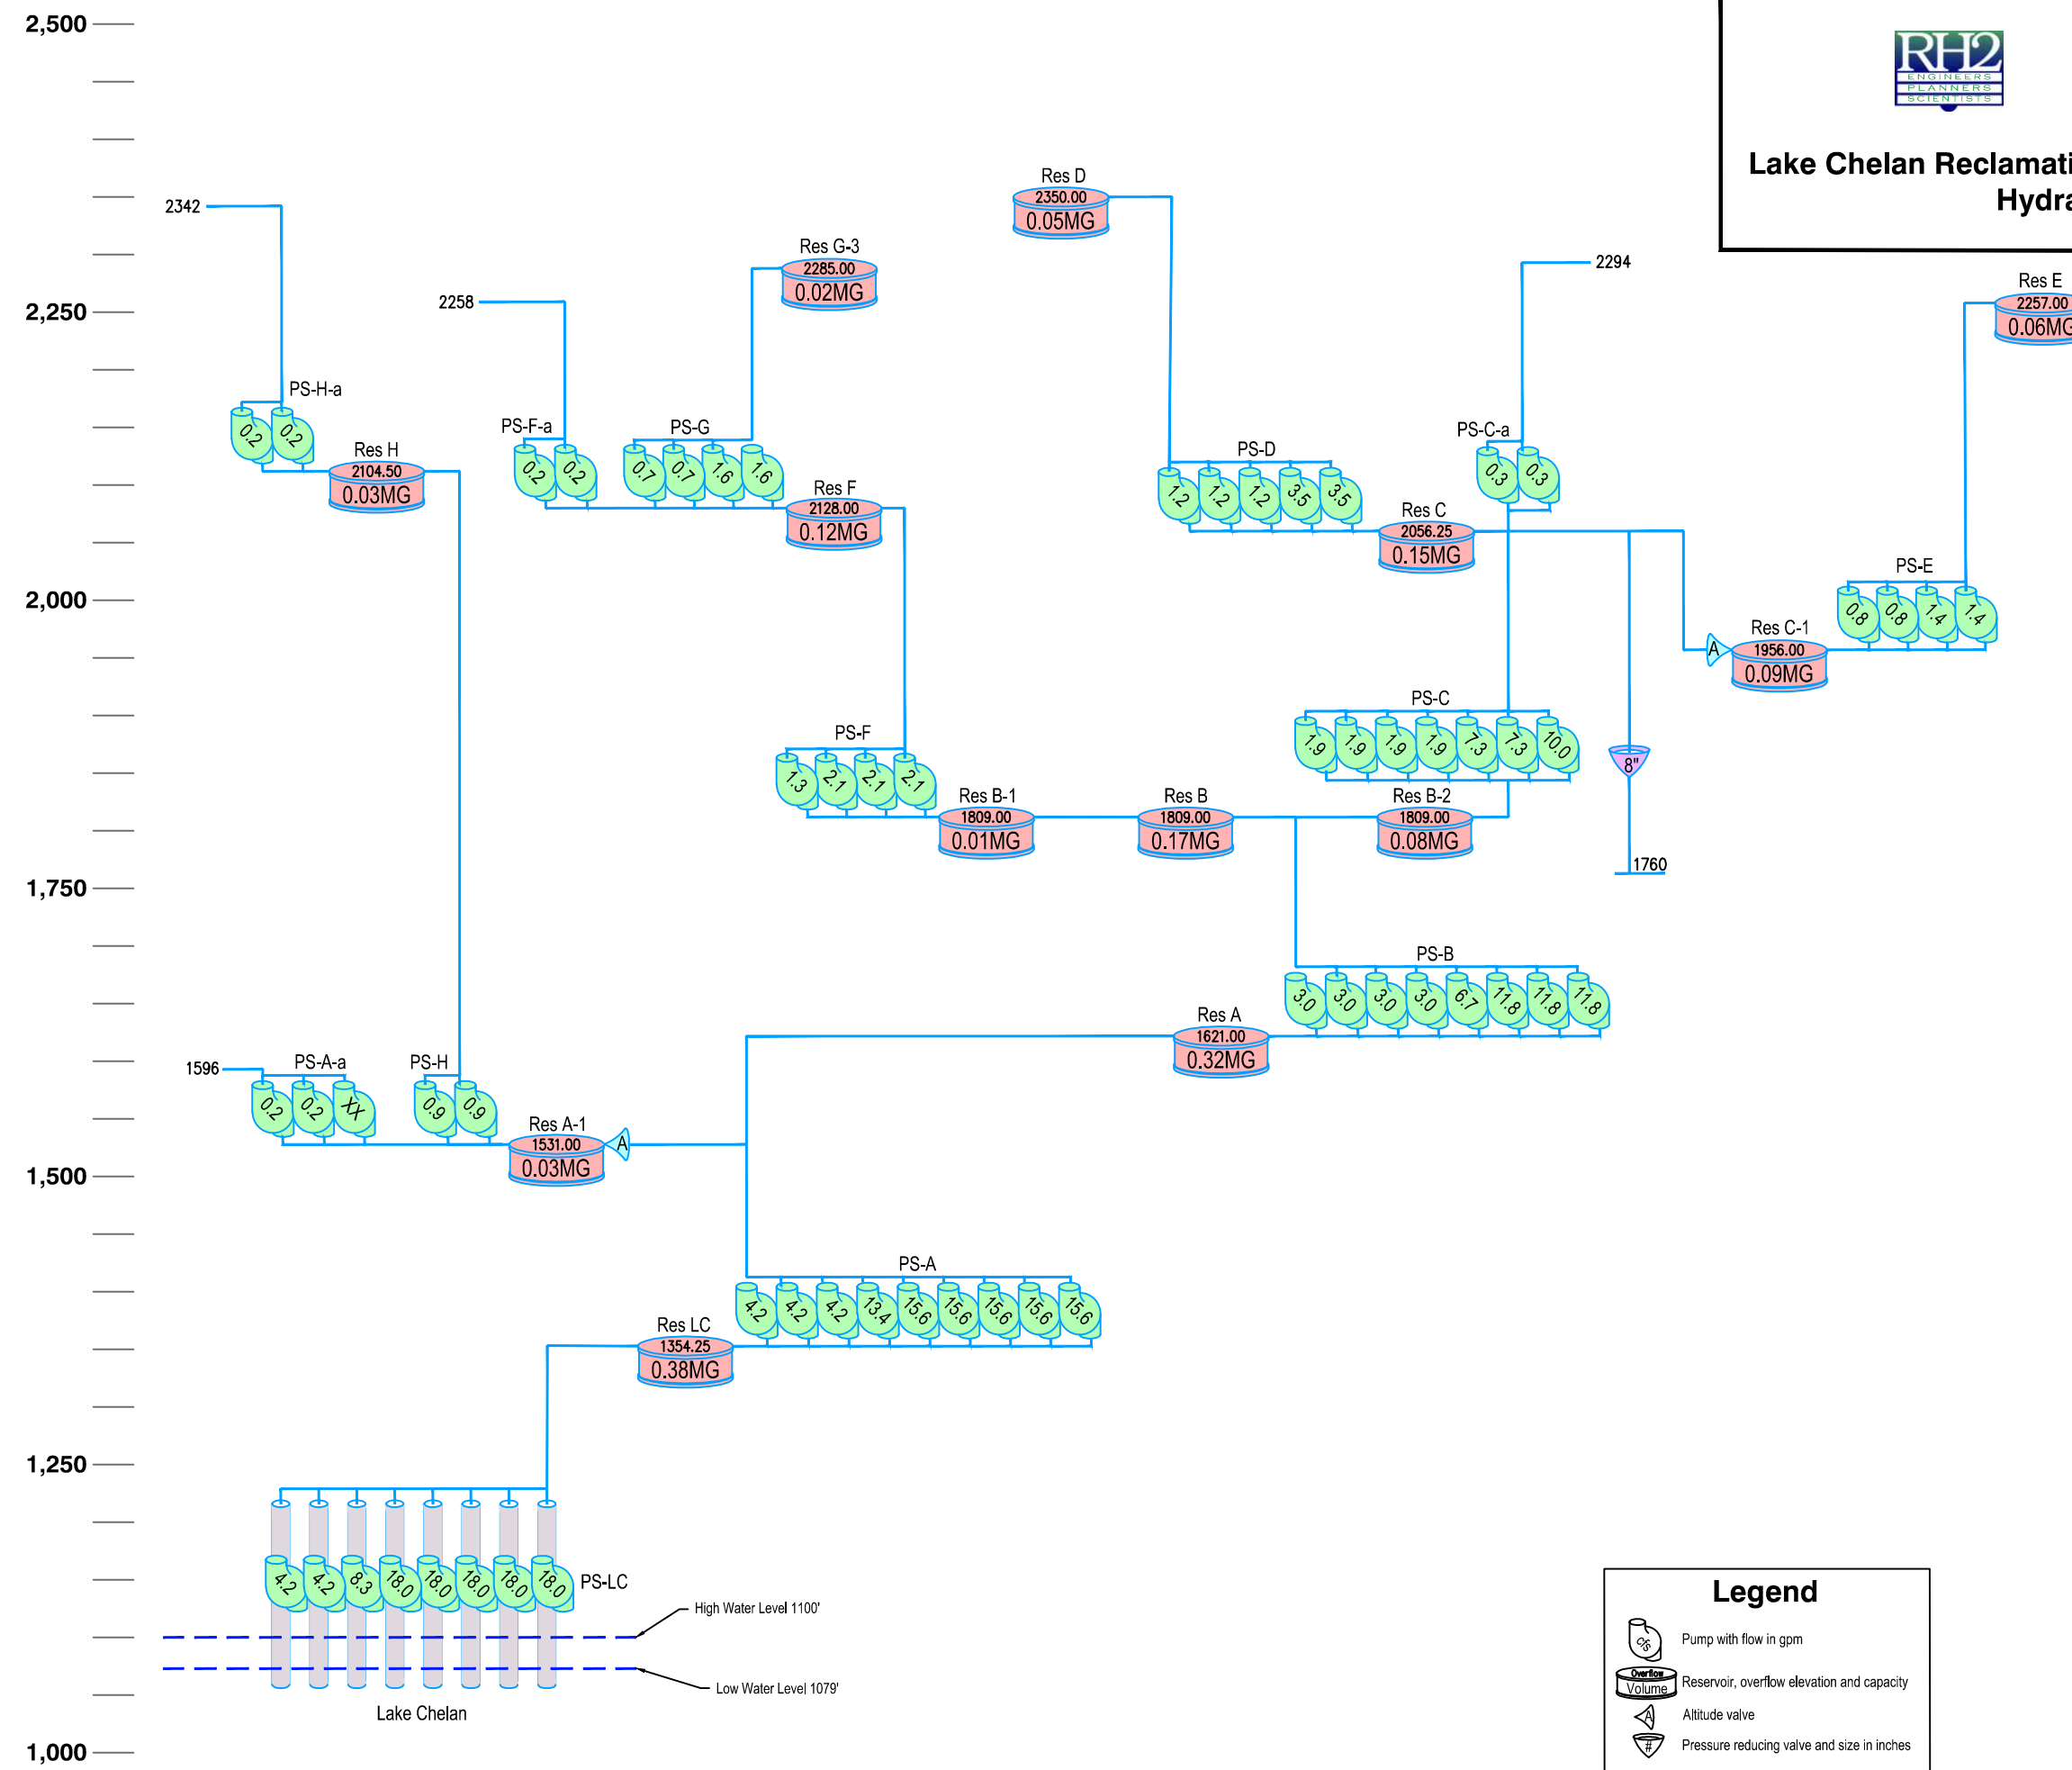 2,500
2,250
2,000
1,750
1,500
1,250
1,000
RH2
ENGINEERS
PLANNERS
SCIENTISTS
Lake Chelan Reclamati
Hydra
Res D
2350.00
0.05MG
2342
Res G-3
2285.00
0.02MG
2258
2294
Res E
2257.00
0.06MG
PS-H-a
0.2
0.2
Res H
2104.50
0.03MG
PS-F-a
0.2
0.2
PS-G
0.7
0.7
1.6
1.6
Res F
2128.00
0.12MG
PS-D
1.2
1.2
1.2
3.5
3.5
PS-C-a
0.3
0.3
Res C
2056.25
0.15MG
PS-E
0.8
0.8
1.4
1.4
A
Res C-1
1956.00
0.09MG
PS-C
1.9
1.9
1.9
1.9
7.3
7.3
10.0
8"
1760
PS-F
1.3
2.1
2.1
2.1
Res B-1
1809.00
0.01MG
Res B
1809.00
0.17MG
Res B-2
1809.00
0.08MG
PS-B
3.0
3.0
3.0
3.0
6.7
11.8
11.8
11.8
Res A
1621.00
0.32MG
1596
PS-A-a
0.2
0.2
XX
PS-H
0.9
0.9
Res A-1
1531.00
0.03MG
A
PS-A
4.2
4.2
4.2
13.4
15.6
15.6
15.6
15.6
15.6
Res LC
1354.25
0.38MG
4.2
4.2
8.3
18.0
18.0
18.0
18.0
18.0
PS-LC
High Water Level 1100'
Low Water Level 1079'
Lake Chelan
Legend
cfs
Pump with flow in gpm
Overflow
Volume
Reservoir, overflow elevation and capacity
A
Altitude valve
#
Pressure reducing valve and size in inches